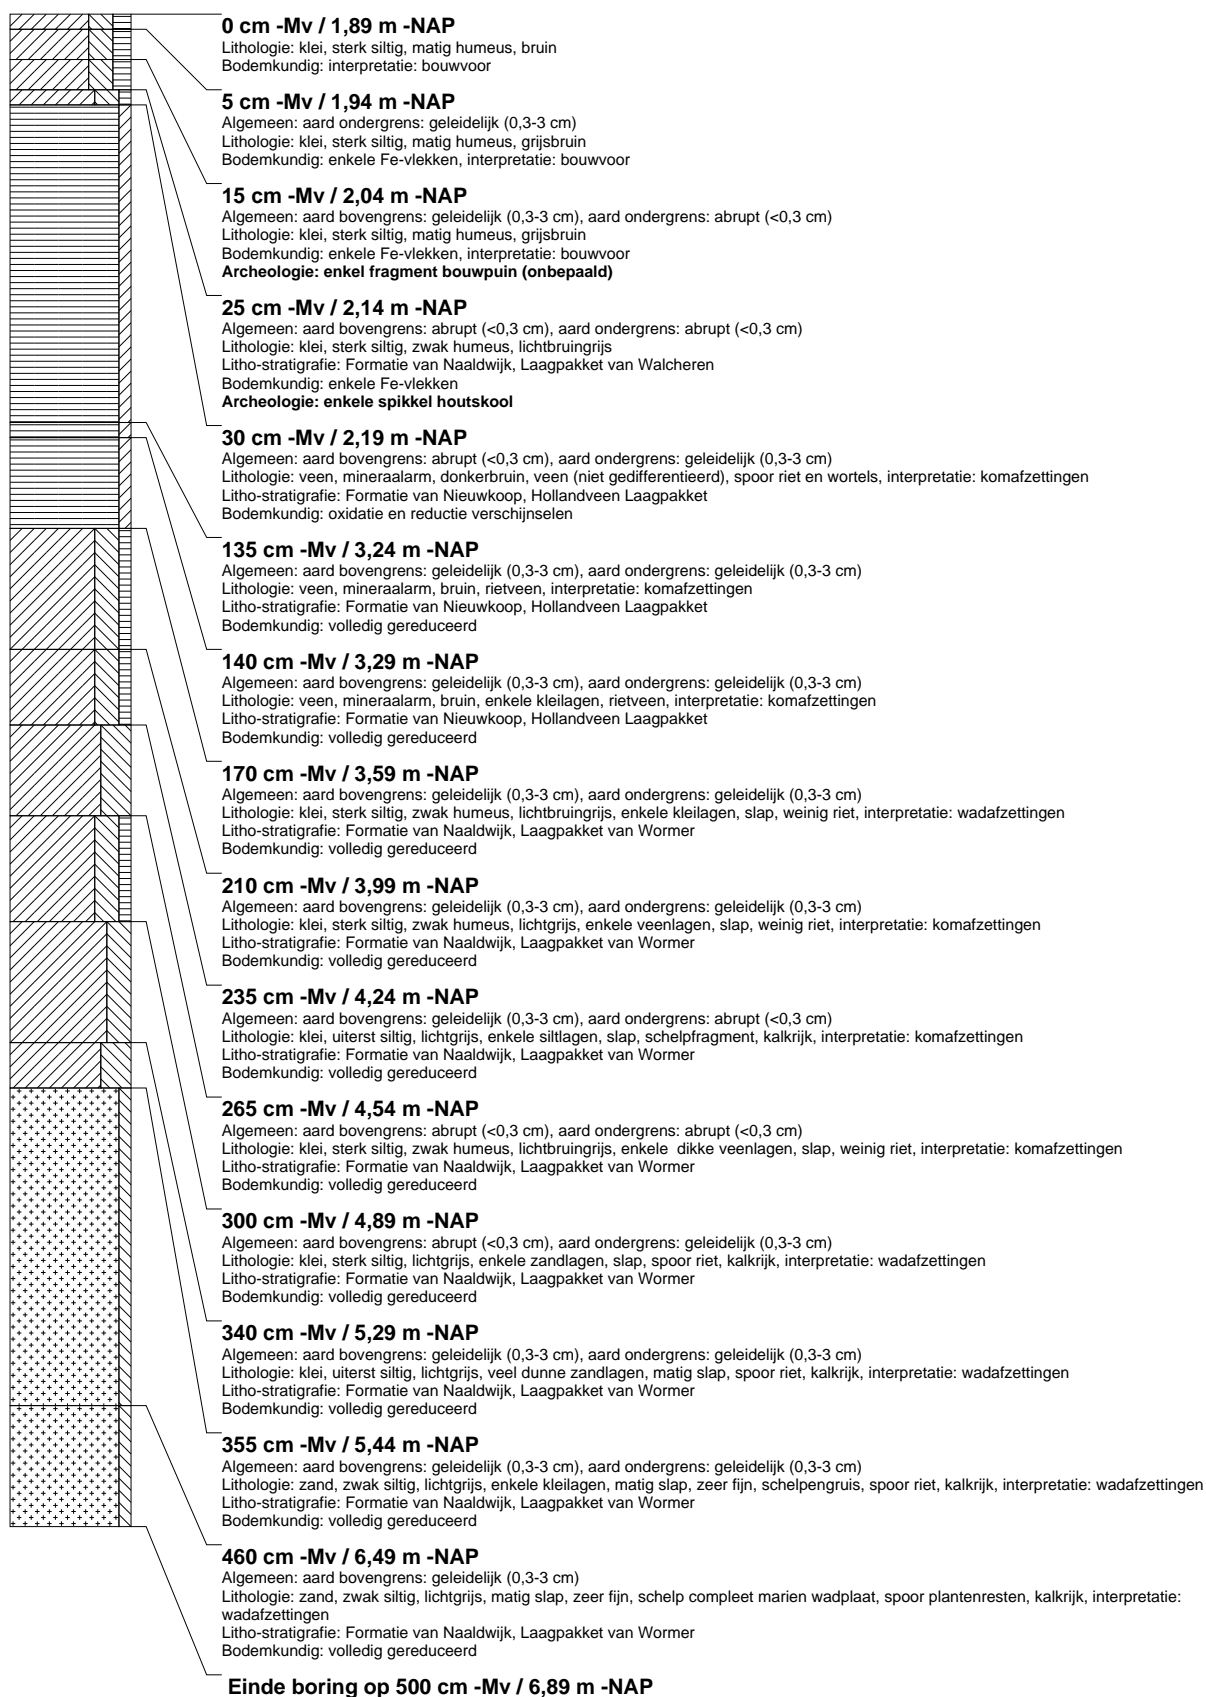 0 cm -Mv / 1,89 m -NAP
Lithologie: klei, sterk siltig, matig humeus, bruin
Bodemkundig: interpretatie: bouwvoor
5 cm -Mv / 1,94 m -NAP
Algemeen: aard ondergrens: geleidelijk (0,3-3 cm)
Lithologie: klei, sterk siltig, matig humeus, grijsbruin
Bodemkundig: enkele Fe-vlekken, interpretatie: bouwvoor
15 cm -Mv / 2,04 m -NAP
Algemeen: aard bovengrens: geleidelijk (0,3-3 cm), aard ondergrens: abrupt (<0,3 cm)
Lithologie: klei, sterk siltig, matig humeus, grijsbruin
Bodemkundig: enkele Fe-vlekken, interpretatie: bouwvoor
Archeologie: enkel fragment bouwpuin (onbepaald)
25 cm -Mv / 2,14 m -NAP
Algemeen: aard bovengrens: abrupt (<0,3 cm), aard ondergrens: abrupt (<0,3 cm)
Lithologie: klei, sterk siltig, zwak humeus, lichtbruingrijs
Litho-stratigrafie: Formatie van Naaldwijk, Laagpakket van Walcheren
Bodemkundig: enkele Fe-vlekken
Archeologie: enkele spikkel houtskool
30 cm -Mv / 2,19 m -NAP
Algemeen: aard bovengrens: abrupt (<0,3 cm), aard ondergrens: geleidelijk (0,3-3 cm)
Lithologie: veen, mineraalarm, donkerbruin, veen (niet gedifferentieerd), spoor riet en wortels, interpretatie: komafzettingen
Litho-stratigrafie: Formatie van Nieuwkoop, Hollandveen Laagpakket
Bodemkundig: oxidatie en reductie verschijnselen
135 cm -Mv / 3,24 m -NAP
Algemeen: aard bovengrens: geleidelijk (0,3-3 cm), aard ondergrens: geleidelijk (0,3-3 cm)
Lithologie: veen, mineraalarm, bruin, rietveen, interpretatie: komafzettingen
Litho-stratigrafie: Formatie van Nieuwkoop, Hollandveen Laagpakket
Bodemkundig: volledig gereduceerd
140 cm -Mv / 3,29 m -NAP
Algemeen: aard bovengrens: geleidelijk (0,3-3 cm), aard ondergrens: geleidelijk (0,3-3 cm)
Lithologie: veen, mineraalarm, bruin, enkele kleilagen, rietveen, interpretatie: komafzettingen
Litho-stratigrafie: Formatie van Nieuwkoop, Hollandveen Laagpakket
Bodemkundig: volledig gereduceerd
170 cm -Mv / 3,59 m -NAP
Algemeen: aard bovengrens: geleidelijk (0,3-3 cm), aard ondergrens: geleidelijk (0,3-3 cm)
Lithologie: klei, sterk siltig, zwak humeus, lichtbruingrijs, enkele kleilagen, slap, weinig riet, interpretatie: wadafzettingen
Litho-stratigrafie: Formatie van Naaldwijk, Laagpakket van Wormer
Bodemkundig: volledig gereduceerd
210 cm -Mv / 3,99 m -NAP
Algemeen: aard bovengrens: geleidelijk (0,3-3 cm), aard ondergrens: geleidelijk (0,3-3 cm)
Lithologie: klei, sterk siltig, zwak humeus, lichtgrijs, enkele veenlagen, slap, weinig riet, interpretatie: komafzettingen
Litho-stratigrafie: Formatie van Naaldwijk, Laagpakket van Wormer
Bodemkundig: volledig gereduceerd
235 cm -Mv / 4,24 m -NAP
Algemeen: aard bovengrens: geleidelijk (0,3-3 cm), aard ondergrens: abrupt (<0,3 cm)
Lithologie: klei, uiterst siltig, lichtgrijs, enkele siltlagen, slap, schelpfragment, kalkrijk, interpretatie: komafzettingen
Litho-stratigrafie: Formatie van Naaldwijk, Laagpakket van Wormer
Bodemkundig: volledig gereduceerd
265 cm -Mv / 4,54 m -NAP
Algemeen: aard bovengrens: abrupt (<0,3 cm), aard ondergrens: abrupt (<0,3 cm)
Lithologie: klei, sterk siltig, zwak humeus, lichtbruingrijs, enkele  dikke veenlagen, slap, weinig riet, interpretatie: komafzettingen
Litho-stratigrafie: Formatie van Naaldwijk, Laagpakket van Wormer
Bodemkundig: volledig gereduceerd
300 cm -Mv / 4,89 m -NAP
Algemeen: aard bovengrens: abrupt (<0,3 cm), aard ondergrens: geleidelijk (0,3-3 cm)
Lithologie: klei, sterk siltig, lichtgrijs, enkele zandlagen, slap, spoor riet, kalkrijk, interpretatie: wadafzettingen
Litho-stratigrafie: Formatie van Naaldwijk, Laagpakket van Wormer
Bodemkundig: volledig gereduceerd
340 cm -Mv / 5,29 m -NAP
Algemeen: aard bovengrens: geleidelijk (0,3-3 cm), aard ondergrens: geleidelijk (0,3-3 cm)
Lithologie: klei, uiterst siltig, lichtgrijs, veel dunne zandlagen, matig slap, spoor riet, kalkrijk, interpretatie: wadafzettingen
Litho-stratigrafie: Formatie van Naaldwijk, Laagpakket van Wormer
Bodemkundig: volledig gereduceerd
355 cm -Mv / 5,44 m -NAP
Algemeen: aard bovengrens: geleidelijk (0,3-3 cm), aard ondergrens: geleidelijk (0,3-3 cm)
Lithologie: zand, zwak siltig, lichtgrijs, enkele kleilagen, matig slap, zeer fijn, schelpengruis, spoor riet, kalkrijk, interpretatie: wadafzettingen
Litho-stratigrafie: Formatie van Naaldwijk, Laagpakket van Wormer
Bodemkundig: volledig gereduceerd
460 cm -Mv / 6,49 m -NAP
Algemeen: aard bovengrens: geleidelijk (0,3-3 cm)
Lithologie: zand, zwak siltig, lichtgrijs, matig slap, zeer fijn, schelp compleet marien wadplaat, spoor plantenresten, kalkrijk, interpretatie:
wadafzettingen
Litho-stratigrafie: Formatie van Naaldwijk, Laagpakket van Wormer
Bodemkundig: volledig gereduceerd
Einde boring op 500 cm -Mv / 6,89 m -NAP